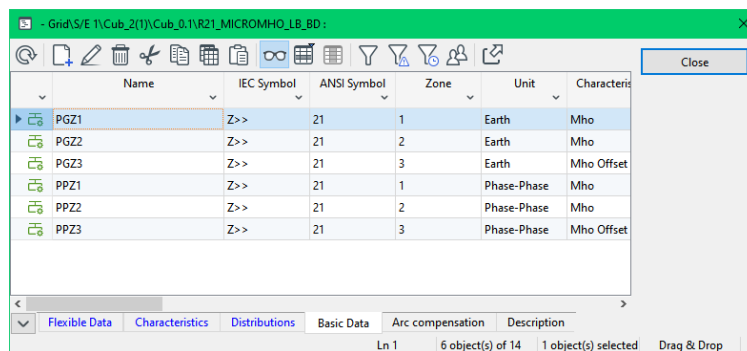 - Grid\S/E 1\Cub_2(1)\Cub_0.1\R21_MICROMHO_LB_BD :
Close
Name IEC Symbol ANSI Symbol Zone Unit Characteris
PGZ1 Z>> 21 1 Earth Mho
PGZ2 Z>> 21 2 Earth Mho
PGZ3 Z>> 21 3 Earth Mho Offset
PPZ1 Z>> 21 1 Phase-Phase Mho
PPZ2 Z>> 21 2 Phase-Phase Mho
PPZ3 Z>> 21 3 Phase-Phase Mho Offset
Flexible Data Characteristics Distributions Basic Data Arc compensation Description
Ln 1 6 object(s) of 14 1 object(s) selected Drag & Drop